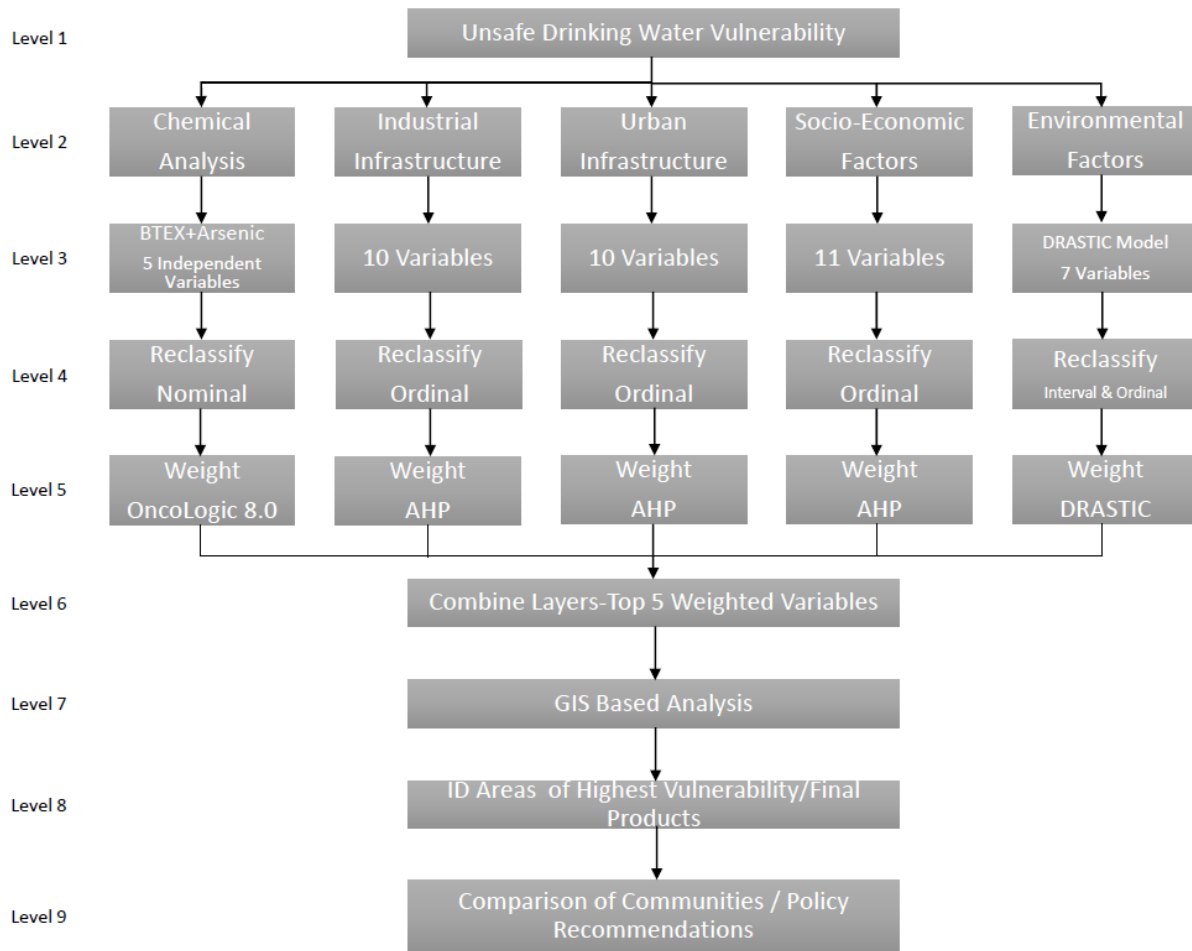 Level 1
Unsafe Drinking Water Vulnerability
Level 2
Chemical
Analysis
Industrial
Infrastructure
Urban
Infrastructure
Socio-Economic
Factors
Environmental
Factors
Level 3
BTEX+Arsenic
5 Independent
Variables
10 Variables
10 Variables
11 Variables
DRASTIC Model
7 Variables
Level 4
Reclassify
Nominal
Reclassify
Ordinal
Reclassify
Ordinal
Reclassify
Ordinal
Reclassify
Interval & Ordinal
Level 5
Weight
OncoLogic 8.0
Weight
AHP
Weight
AHP
Weight
AHP
Weight
DRASTIC
Level 6
Combine Layers-Top 5 Weighted Variables
Level 7
GIS Based Analysis
Level 8
ID Areas of Highest Vulnerability/Final
Products
Level 9
Comparison of Communities / Policy
Recommendations